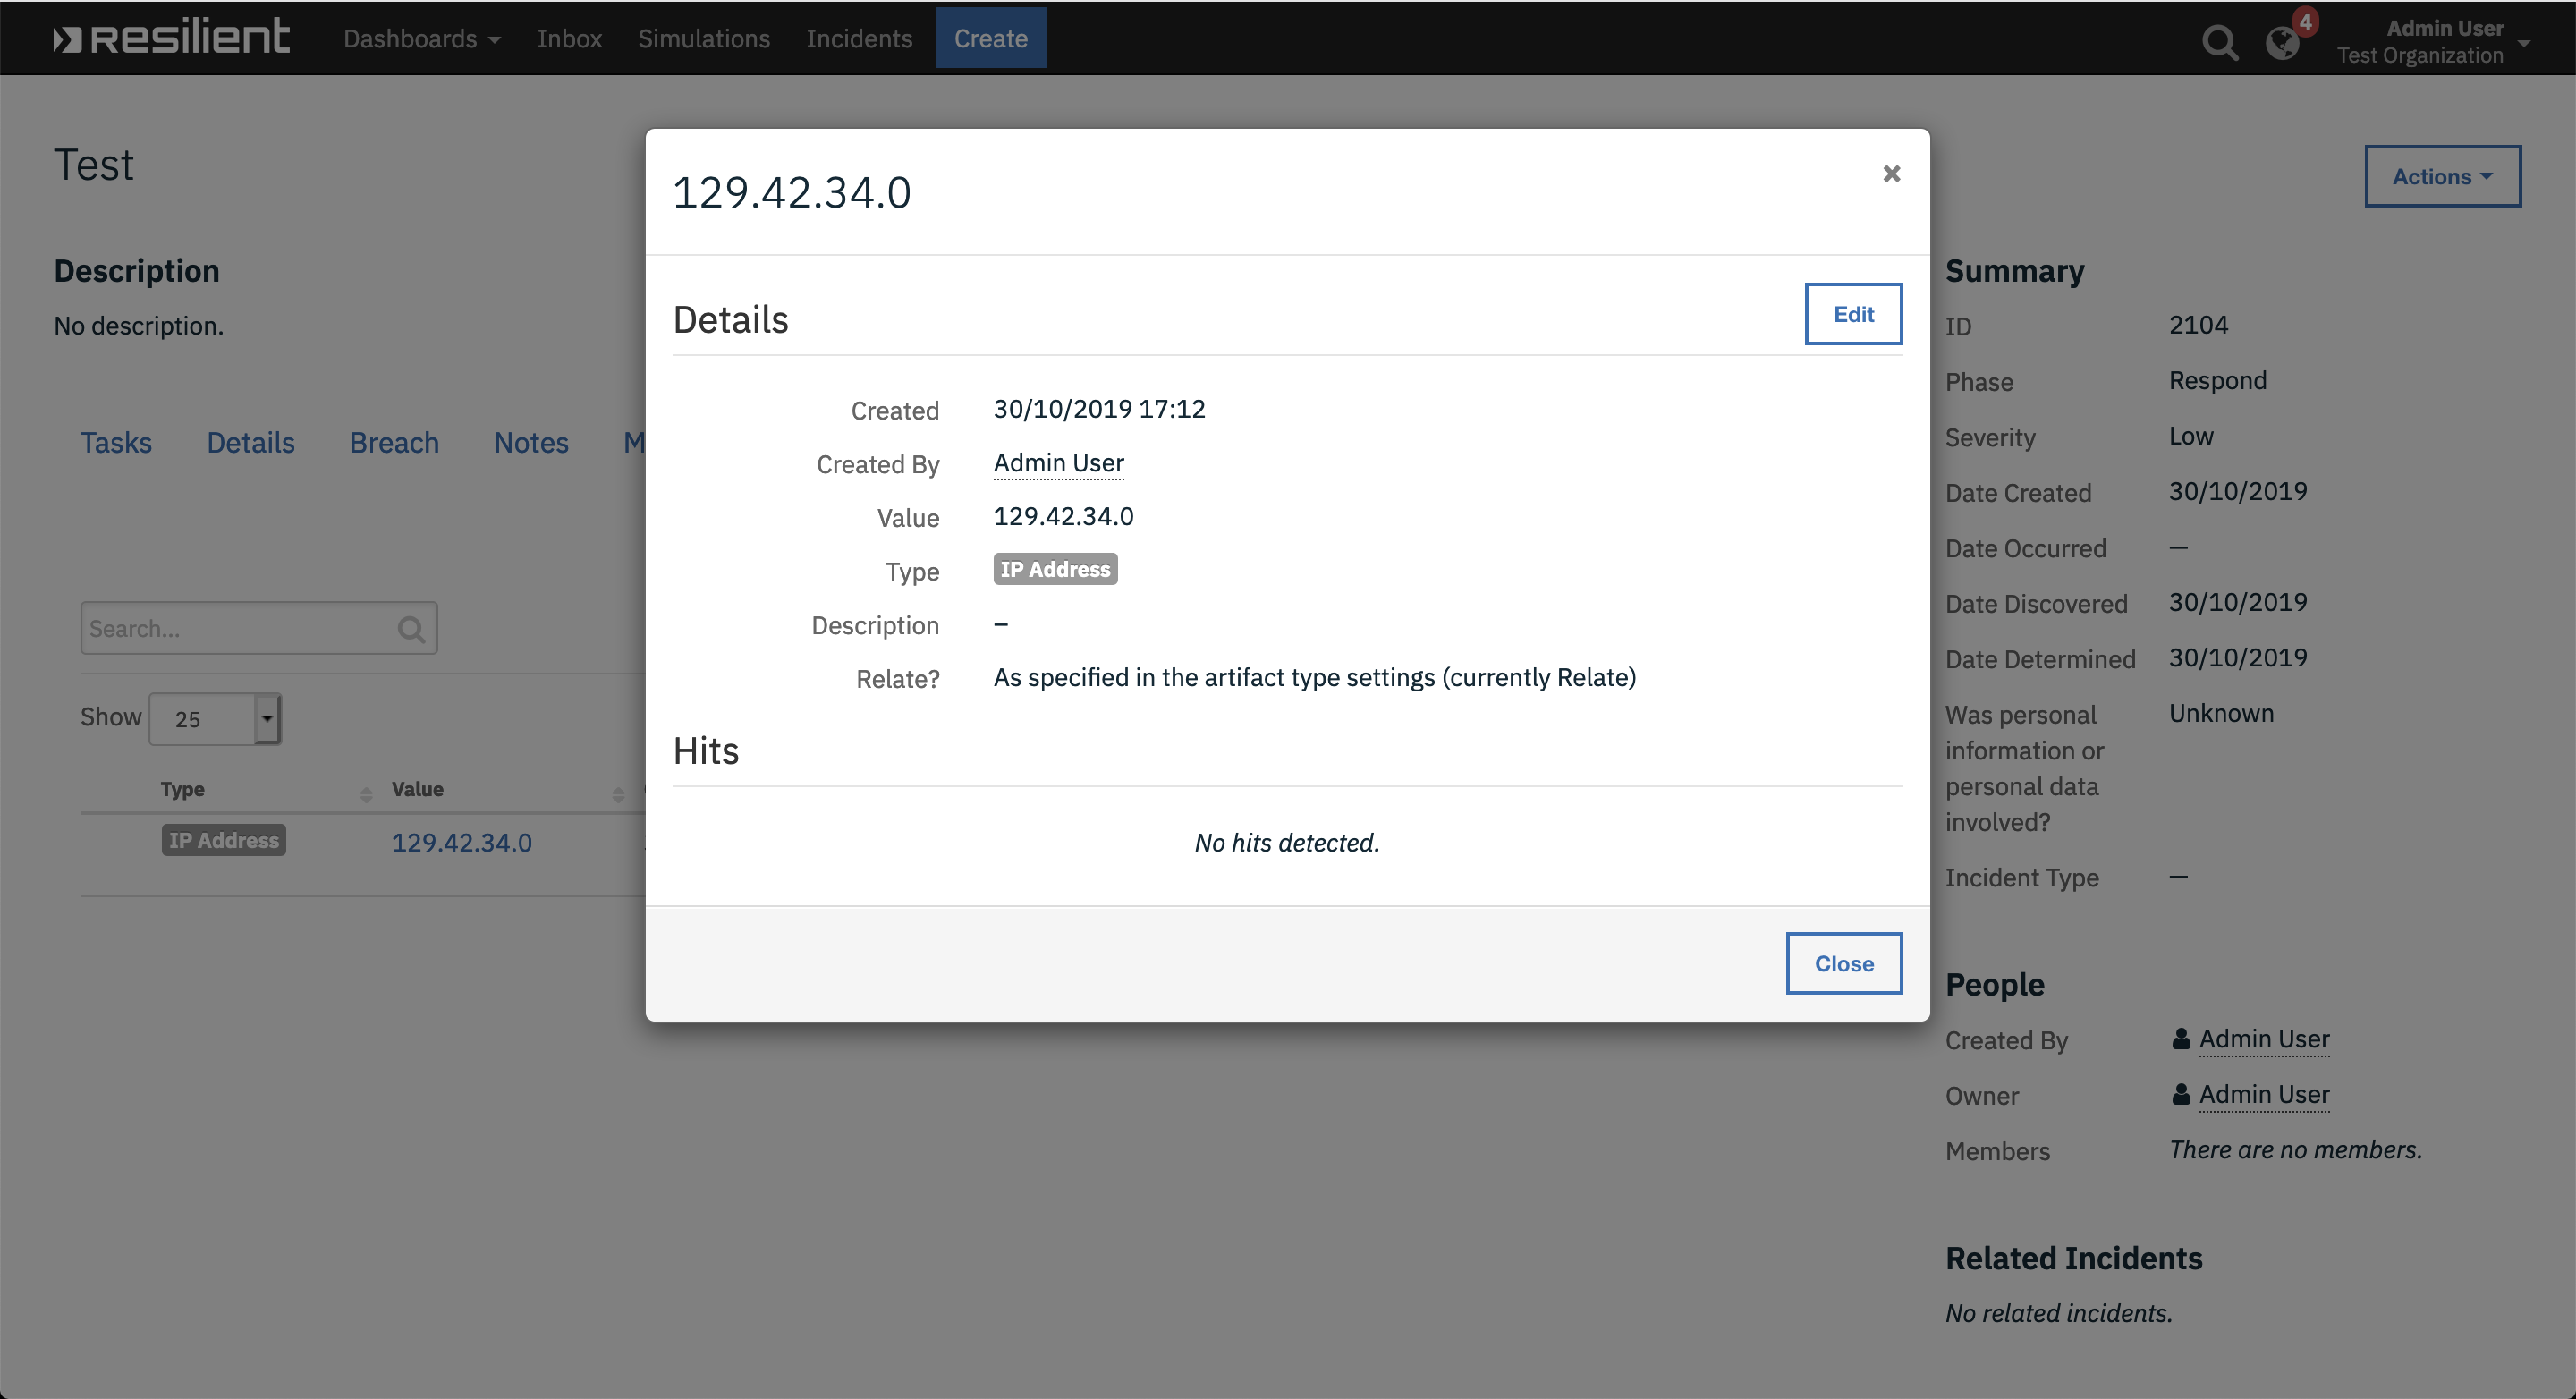 Resilient
Dashboards Inbox Simulations Incidents Create
4
Admin User
Test Organization
Test
Actions
Description
No description.
Tasks Details Breach Notes M
Search...
Show 25
Type Value
IP Address 129.42.34.0
129.42.34.0
×
Details
Edit
Created 30/10/2019 17:12
Created By Admin User
Value 129.42.34.0
Type IP Address
Description –
Relate? As specified in the artifact type settings (currently Relate)
Hits
No hits detected.
Close
Summary
ID 2104
Phase Respond
Severity Low
Date Created 30/10/2019
Date Occurred —
Date Discovered 30/10/2019
Date Determined 30/10/2019
Was personal Unknown
information or
personal data
involved?
Incident Type —
People
Created By Admin User
Owner Admin User
Members There are no members.
Related Incidents
No related incidents.